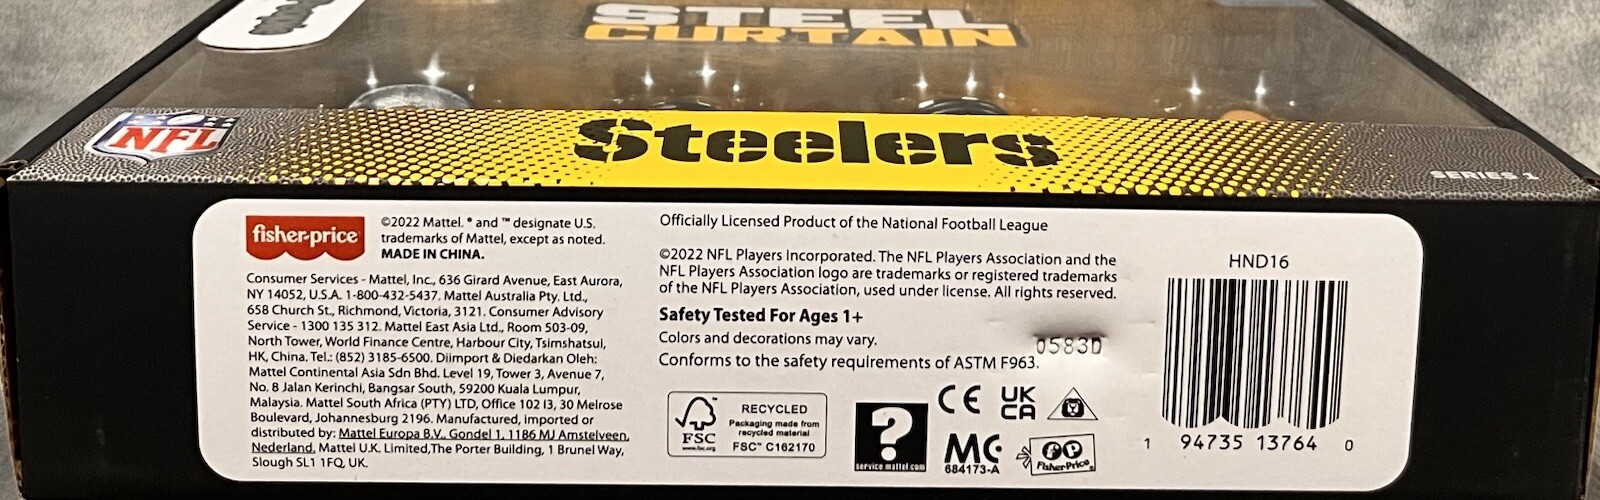 STEEL
CURTAIN
NFL
Steelers
SERIES 1
fisher-price
©2022 Mattel. ® and ™ designate U.S.
trademarks of Mattel, except as noted.
MADE IN CHINA.
Consumer Services - Mattel, Inc., 636 Girard Avenue, East Aurora,
NY 14052, U.S.A. 1-800-432-5437. Mattel Australia Pty. Ltd.,
658 Church St., Richmond, Victoria, 3121. Consumer Advisory
Service - 1300 135 312. Mattel East Asia Ltd., Room 503-09,
North Tower, World Finance Centre, Harbour City, Tsimshatsui,
HK, China. Tel.: (852) 3185-6500. Diimport & Diedarkan Oleh:
Mattel Continental Asia Sdn Bhd. Level 19, Tower 3, Avenue 7,
No. 8 Jalan Kerinchi, Bangsar South, 59200 Kuala Lumpur,
Malaysia. Mattel South Africa (PTY) LTD, Office 102 I3, 30 Melrose
Boulevard, Johannesburg 2196. Manufactured, imported or
distributed by: Mattel Europa B.V., Gondel 1, 1186 MJ Amstelveen,
Nederland. Mattel U.K. Limited,The Porter Building, 1 Brunel Way,
Slough SL1 1FQ, UK.
Officially Licensed Product of the National Football League
©2022 NFL Players Incorporated. The NFL Players Association and the
NFL Players Association logo are trademarks or registered trademarks
of the NFL Players Association, used under license. All rights reserved.
Safety Tested For Ages 1+
Colors and decorations may vary.
0583D
Conforms to the safety requirements of ASTM F963.
FSC
www.fsc.org
RECYCLED
Packaging made from
recycled material
FSC™ C162170
?
service.mattel.com
CE
UK
CA
MC
684173-A
FP
Fisher-Price
HND16
1 94735 13764 0